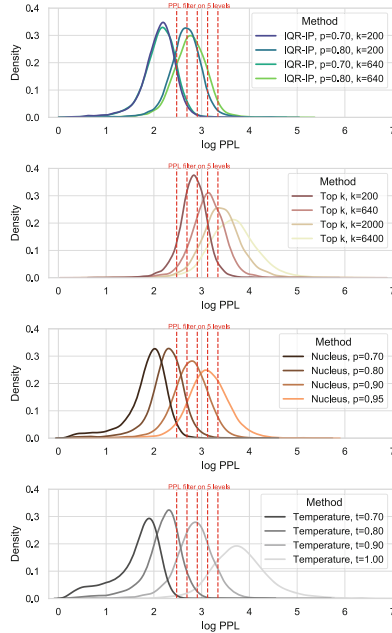 PPL filter on 5 levels
0.4
0.3
0.2
0.1
0.0
Density
Method
IQR-IP, p=0.70, k=200
IQR-IP, p=0.80, k=200
IQR-IP, p=0.70, k=640
IQR-IP, p=0.80, k=640
0 1 2 3 4 5 6 7
log PPL
PPL filter on 5 levels
0.4
0.3
0.2
0.1
0.0
Density
Method
Top k, k=200
Top k, k=640
Top k, k=2000
Top k, k=6400
0 1 2 3 4 5 6 7
log PPL
PPL filter on 5 levels
0.4
0.3
0.2
0.1
0.0
Density
Method
Nucleus, p=0.70
Nucleus, p=0.80
Nucleus, p=0.90
Nucleus, p=0.95
0 1 2 3 4 5 6 7
log PPL
PPL filter on 5 levels
0.4
0.3
0.2
0.1
0.0
Density
Method
Temperature, t=0.70
Temperature, t=0.80
Temperature, t=0.90
Temperature, t=1.00
0 1 2 3 4 5 6 7
log PPL